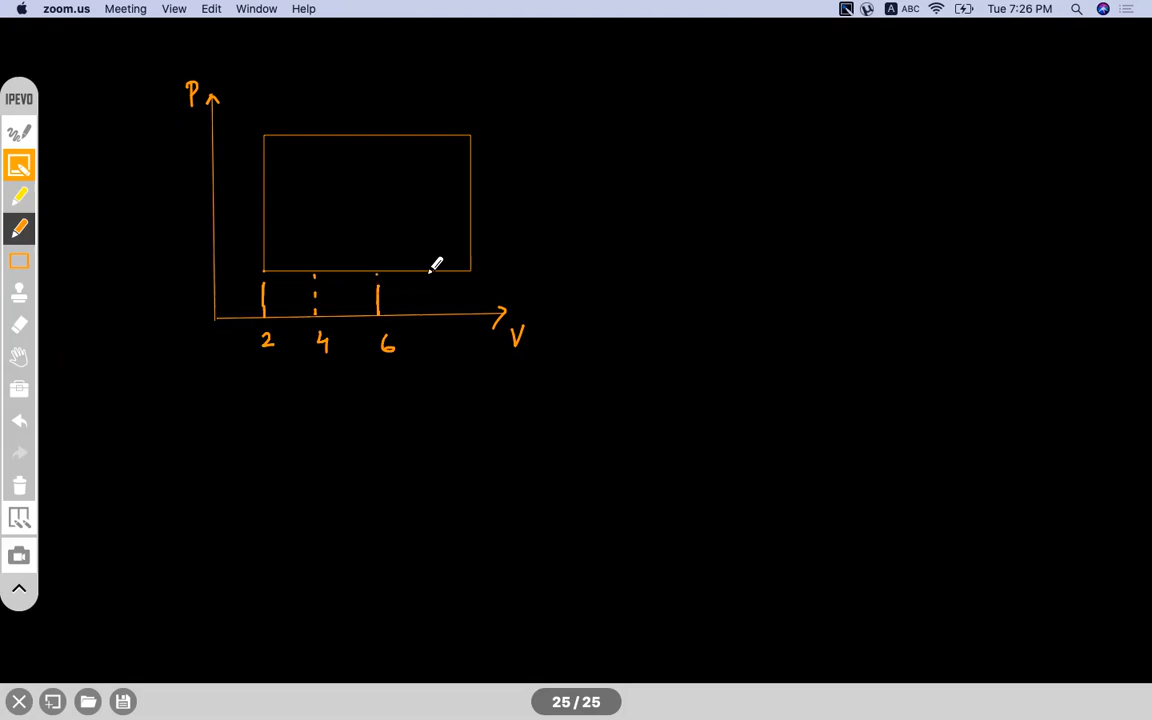 zoom.us Meeting View Edit Window Help A ABC Tue 7:26 PM
IPEVO
P
2 4 6
V
25 / 25